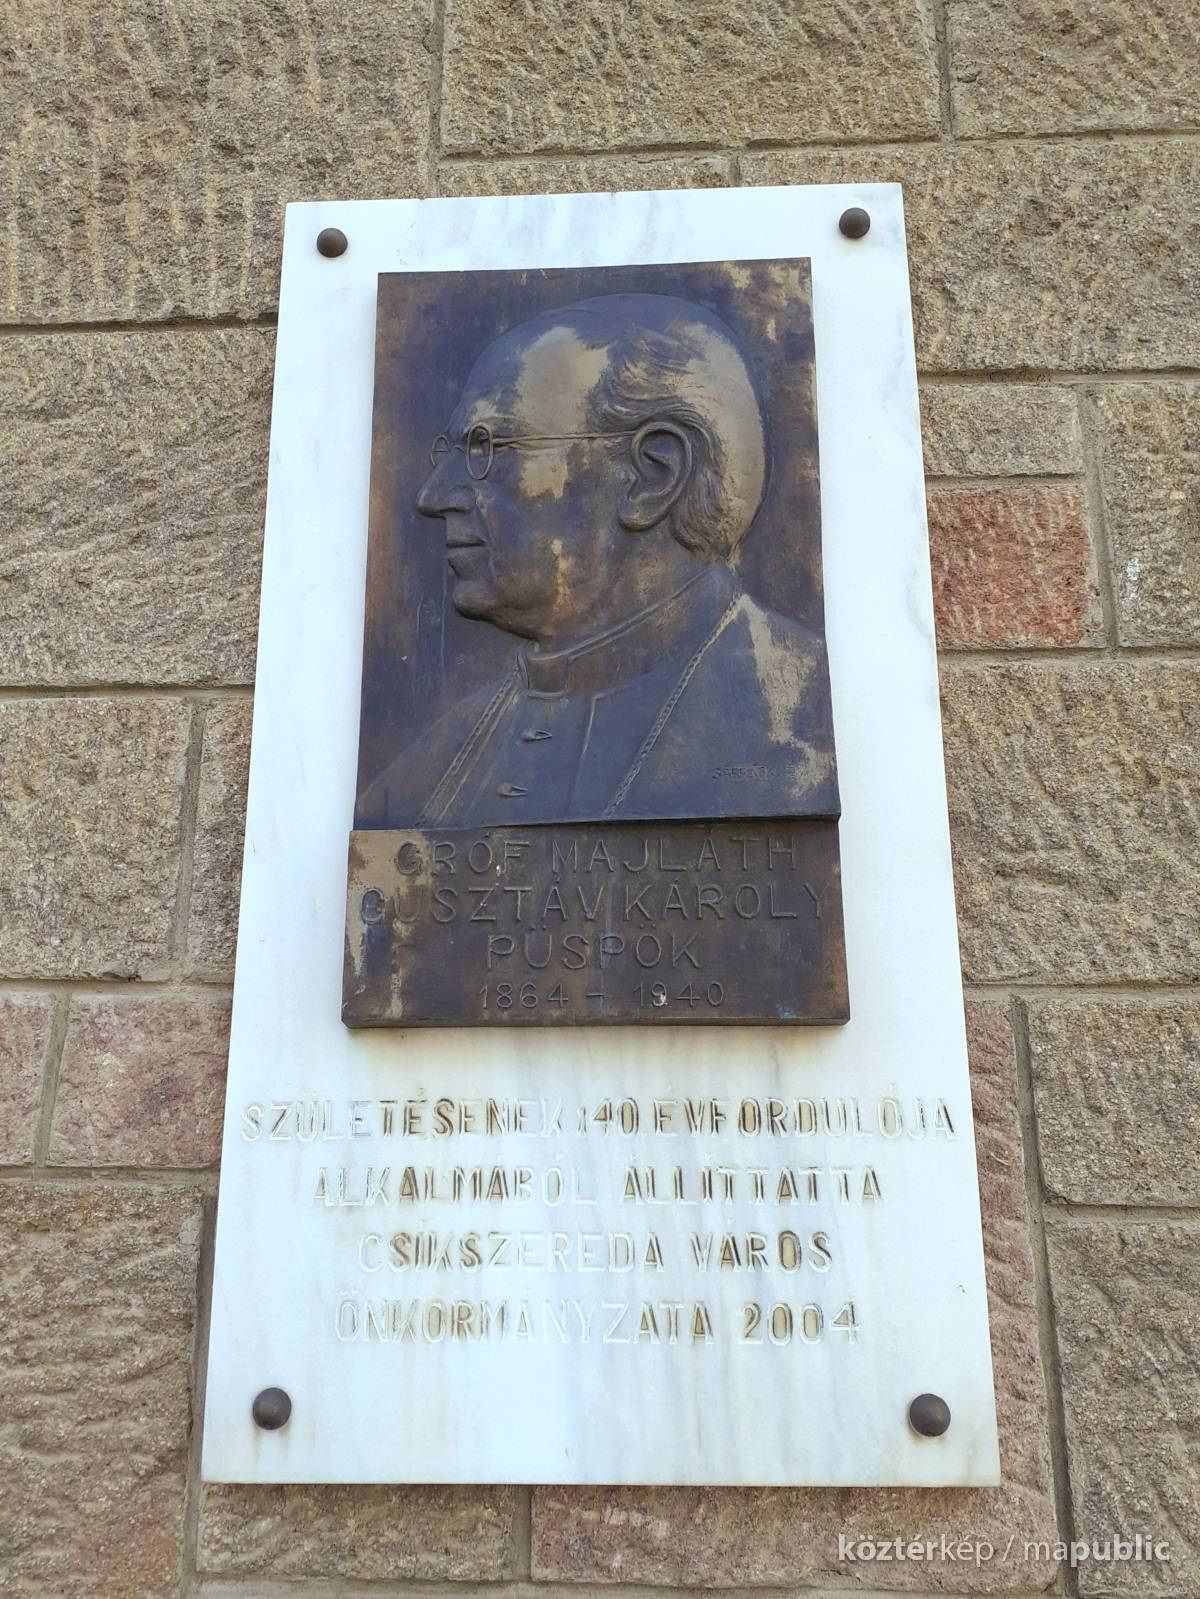 GRÓF MAJLÁTH
GUSZTÁV KÁROLY
PÜSPÖK
1864 - 1940
SZÜLETÉSÉNEK 140. ÉVFORDULÓJA
ALKALMÁBÓL ÁLLÍTTATTA
CSÍKSZEREDA VÁROS
ÖNKORMÁNYZATA 2004
köztérkép / mapublic